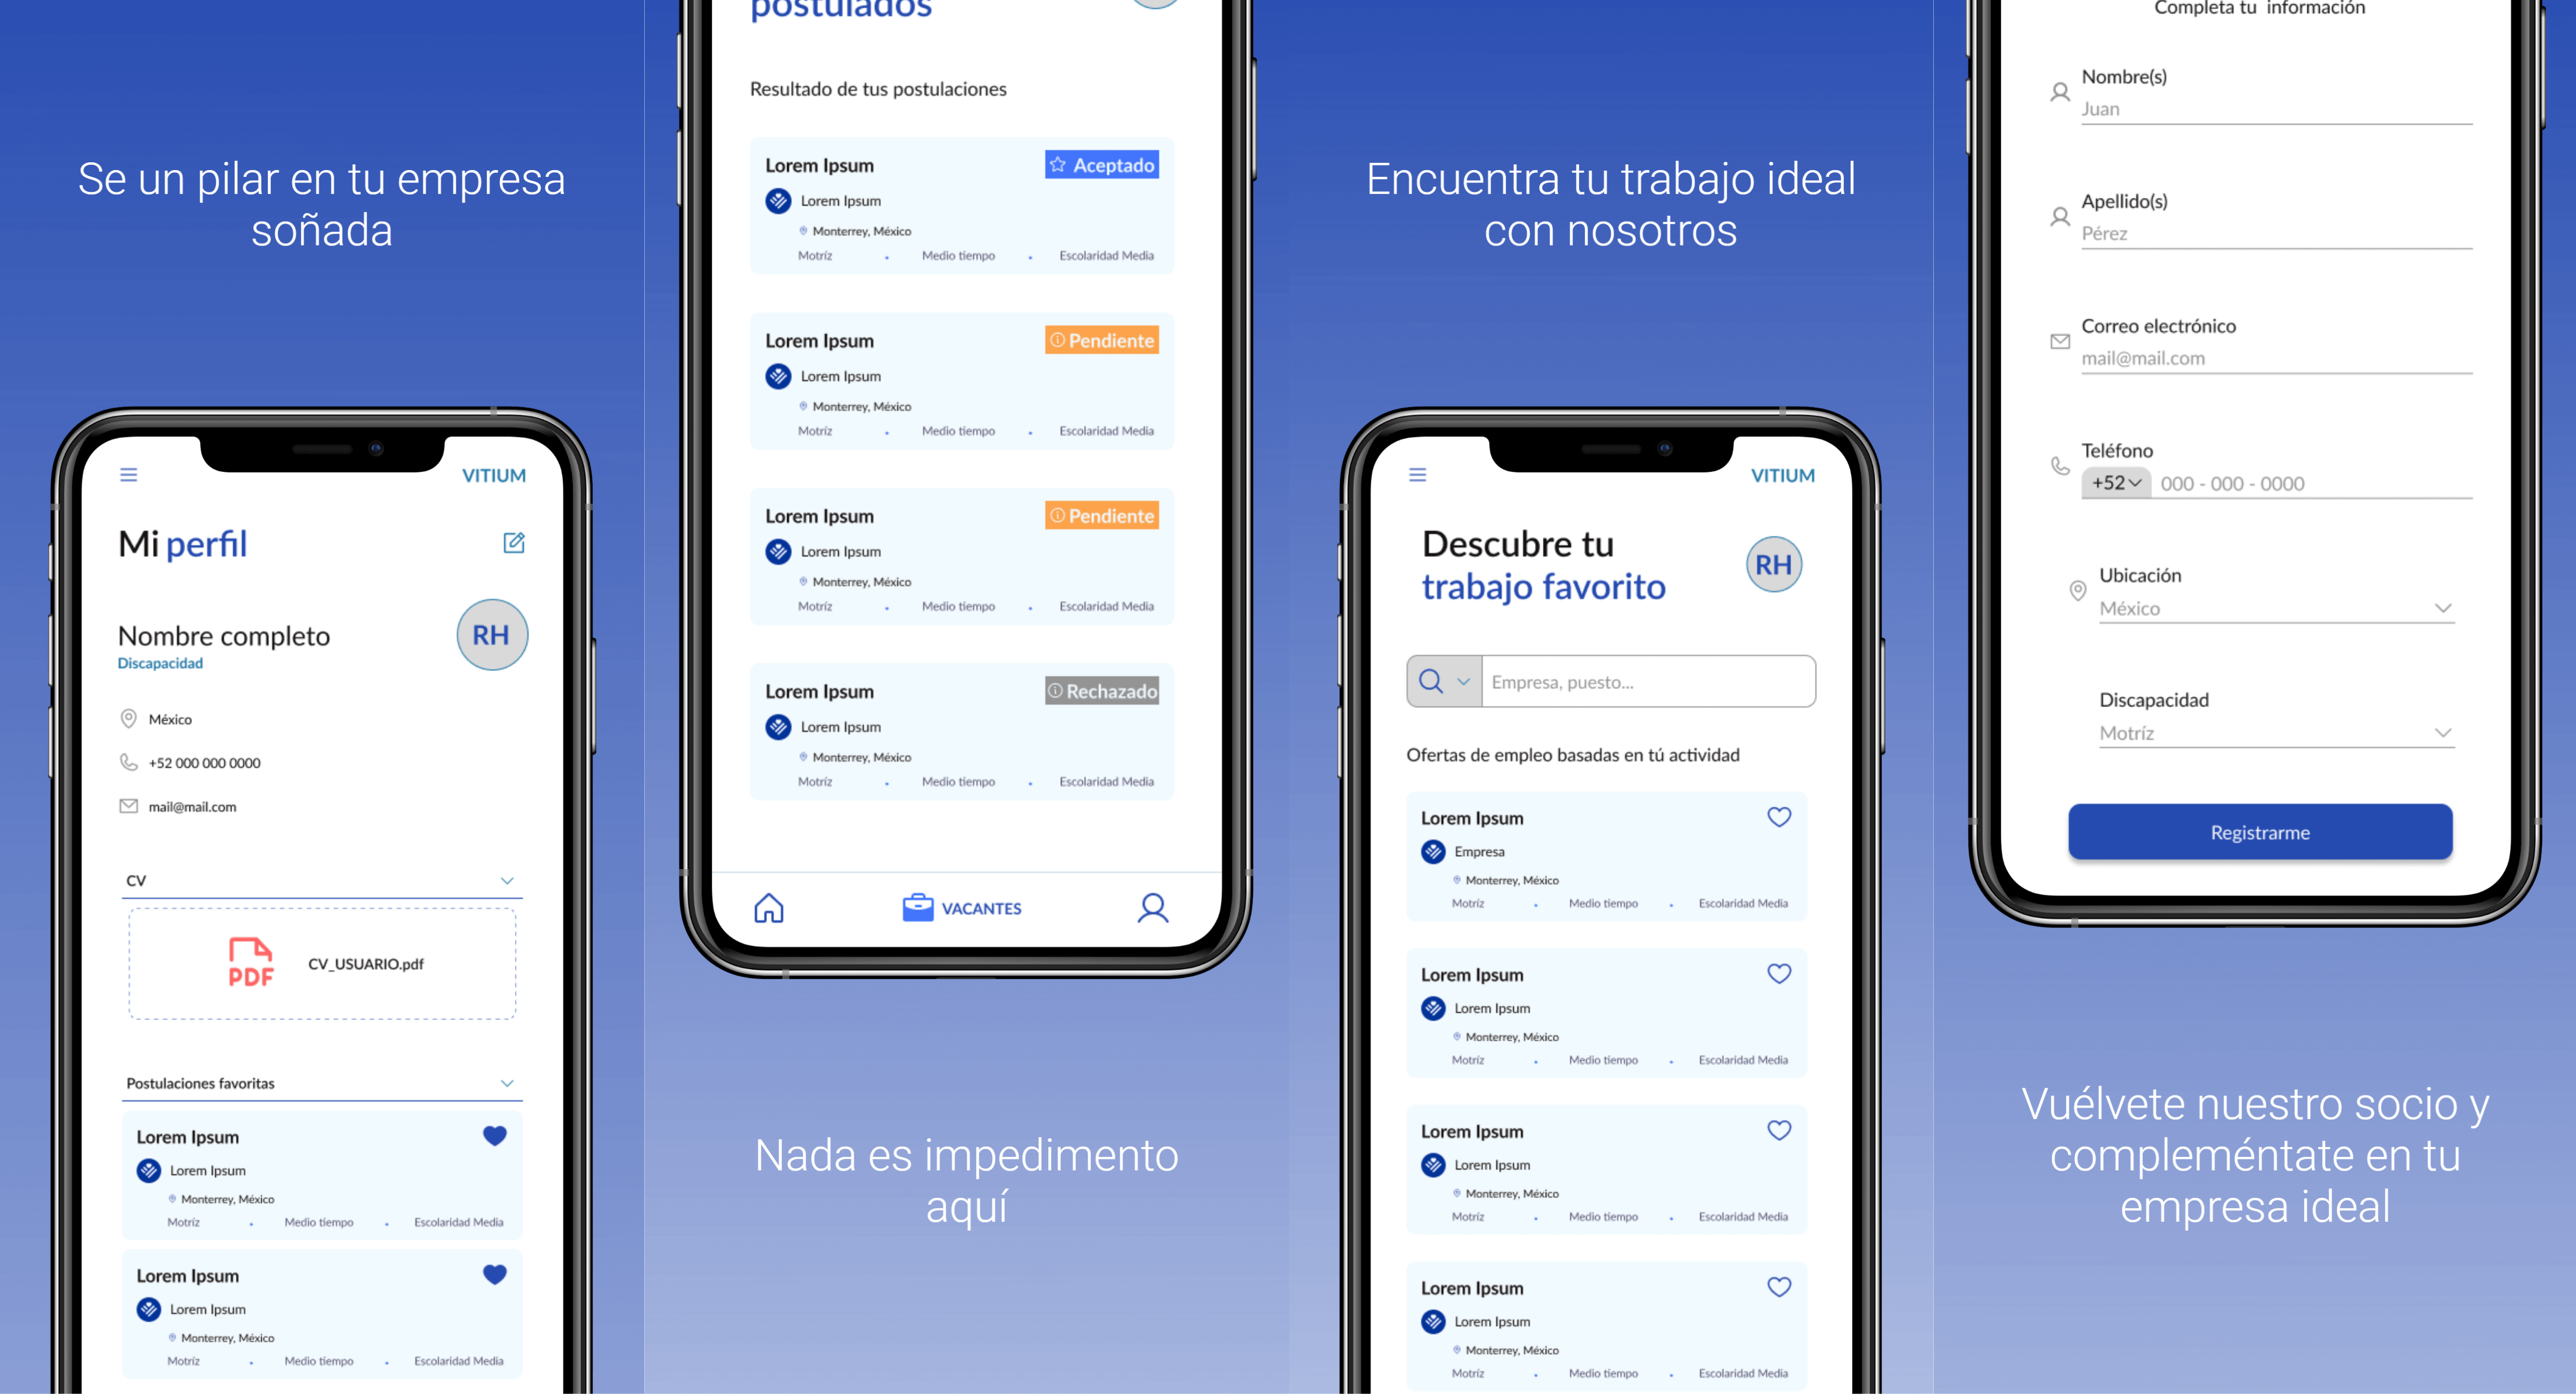 Se un pilar en tu empresa
soñada
VITIUM
Mi perfil
Nombre completo
RH
Discapacidad
México
+52 000 000 0000
mail@mail.com
CV
PDF
CV_USUARIO.pdf
Postulaciones favoritas
Lorem Ipsum
Lorem Ipsum
Monterrey, México
Motríz . Medio tiempo . Escolaridad Media
Lorem Ipsum
Lorem Ipsum
Monterrey, México
Motríz . Medio tiempo . Escolaridad Media
postulados
Resultado de tus postulaciones
Lorem Ipsum
Aceptado
Lorem Ipsum
Monterrey, México
Motríz . Medio tiempo . Escolaridad Media
Lorem Ipsum
Pendiente
Lorem Ipsum
Monterrey, México
Motríz . Medio tiempo . Escolaridad Media
Lorem Ipsum
Pendiente
Lorem Ipsum
Monterrey, México
Motríz . Medio tiempo . Escolaridad Media
Lorem Ipsum
Rechazado
Lorem Ipsum
Monterrey, México
Motríz . Medio tiempo . Escolaridad Media
VACANTES
Nada es impedimento
aquí
Encuentra tu trabajo ideal
con nosotros
VITIUM
Descubre tu
trabajo favorito
RH
Empresa, puesto...
Ofertas de empleo basadas en tú actividad
Lorem Ipsum
Empresa
Monterrey, México
Motríz . Medio tiempo . Escolaridad Media
Lorem Ipsum
Lorem Ipsum
Monterrey, México
Motríz . Medio tiempo . Escolaridad Media
Lorem Ipsum
Lorem Ipsum
Monterrey, México
Motríz . Medio tiempo . Escolaridad Media
Lorem Ipsum
Lorem Ipsum
Monterrey, México
Motríz . Medio tiempo . Escolaridad Media
Completa tu información
Nombre(s)
Juan
Apellido(s)
Pérez
Correo electrónico
mail@mail.com
Teléfono
+52 000 - 000 - 0000
Ubicación
México
Discapacidad
Motríz
Registrarme
Vuélvete nuestro socio y
compleméntate en tu
empresa ideal